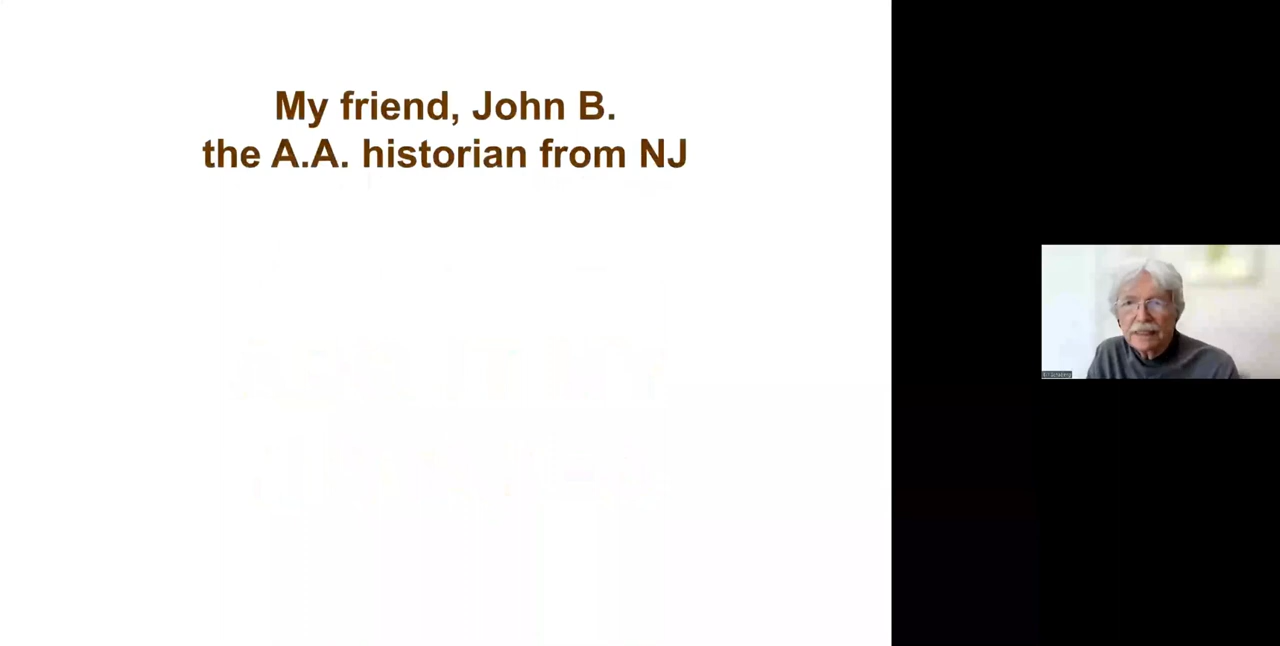 My friend, John B.
the A.A. historian from NJ